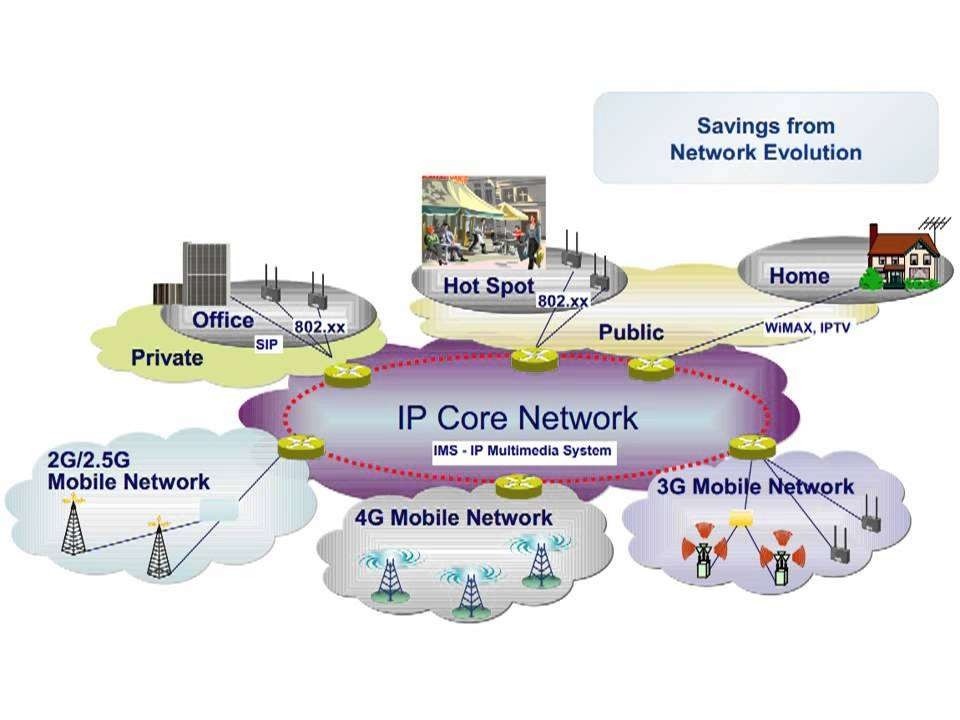 Savings from
Network Evolution
Hot Spot
802.xx
Home
Office
802.xx
SIP
Private
Public
WiMAX, IPTV
IP Core Network
IMS - IP Multimedia System
2G/2.5G
Mobile Network
4G Mobile Network
3G Mobile Network